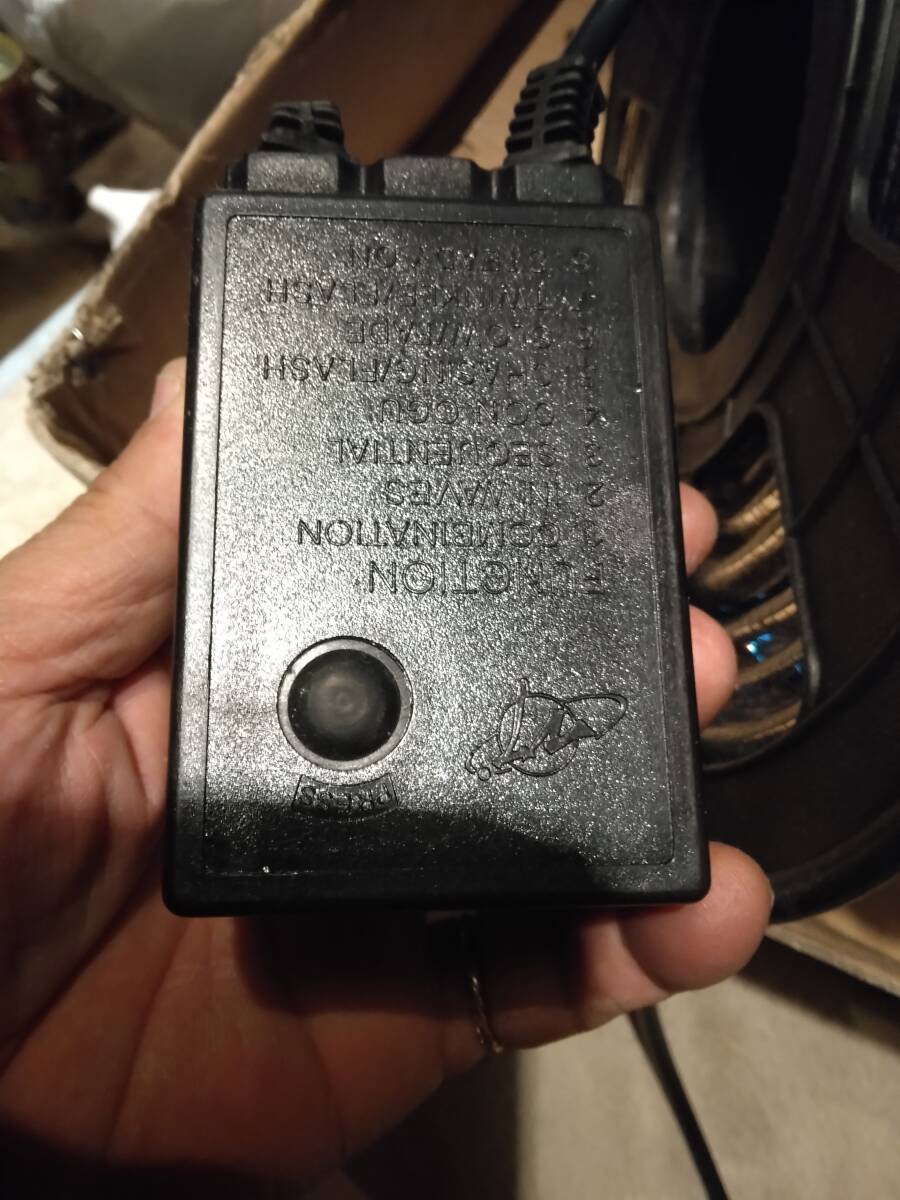 PRESS
FUNCTION
1. COMBINATION
2. IN WAVES
3. SEQUENTIAL
4.
5. CHASING/FLASH
6. SLOW/FADE
7. TWINKLE/FLASH
8. STEADY ON